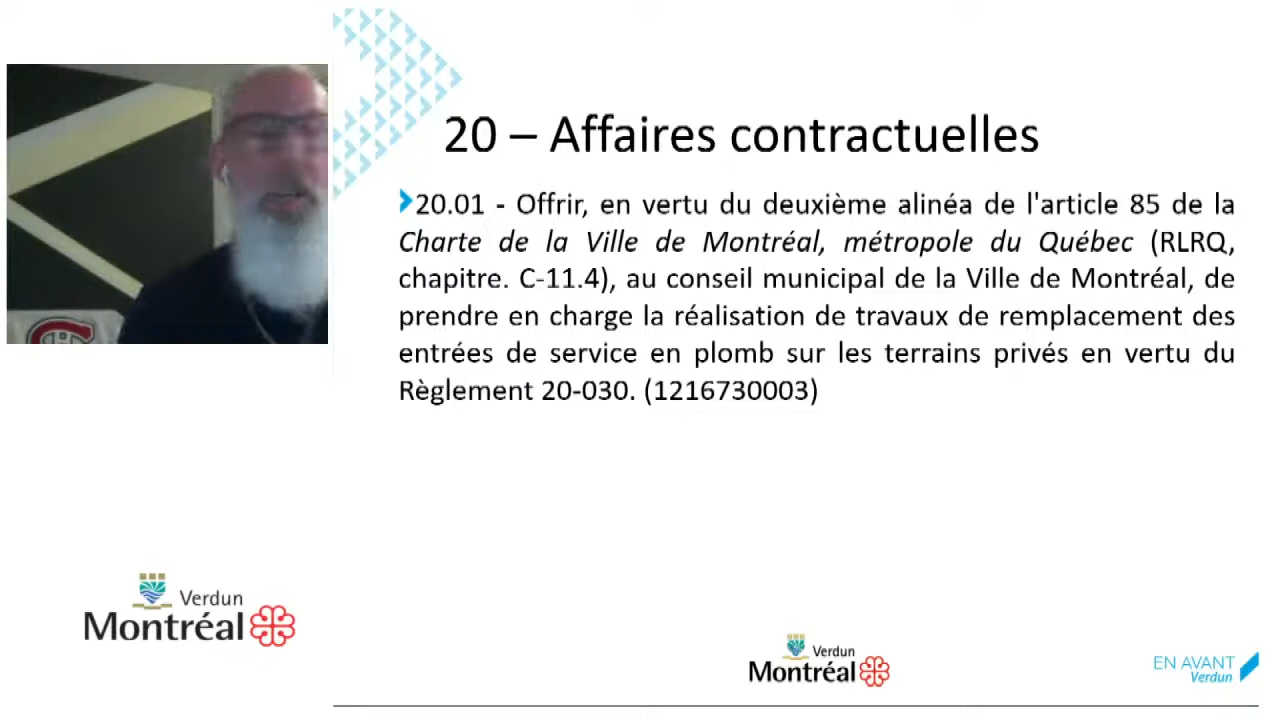 20 – Affaires contractuelles
20.01 - Offrir, en vertu du deuxième alinéa de l'article 85 de la
Charte de la Ville de Montréal, métropole du Québec (RLRQ,
chapitre. C-11.4), au conseil municipal de la Ville de Montréal, de
prendre en charge la réalisation de travaux de remplacement des
entrées de service en plomb sur les terrains privés en vertu du
Règlement 20-030. (1216730003)
Verdun
Montréal
Verdun
Montréal
EN AVANT
Verdun